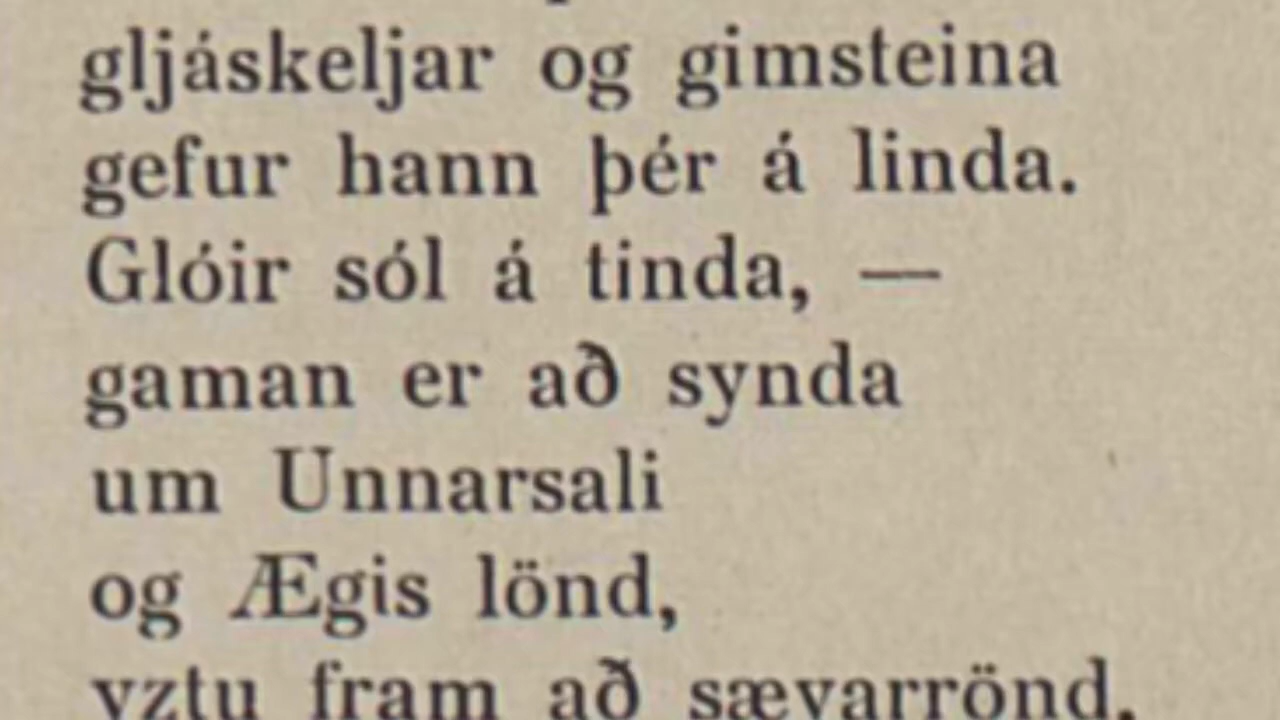 gljáskeljar og gimsteina
gefur hann þér á linda.
Glóir sól á tinda, —
gaman er að synda
um Unnarsali
og Ægis lönd,
yztu fram að sævarrönd.